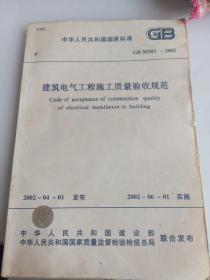 中华人民共和国国家标准
GB
P
GB 50303—2002
建筑电气工程施工质量验收规范
Code of acceptance of construction quality
of electrical installation in building
2002-04-01 发布
2002-06-01 实施
中华人民共和国建设部
中华人民共和国国家质量监督检验检疫总局
联合发布